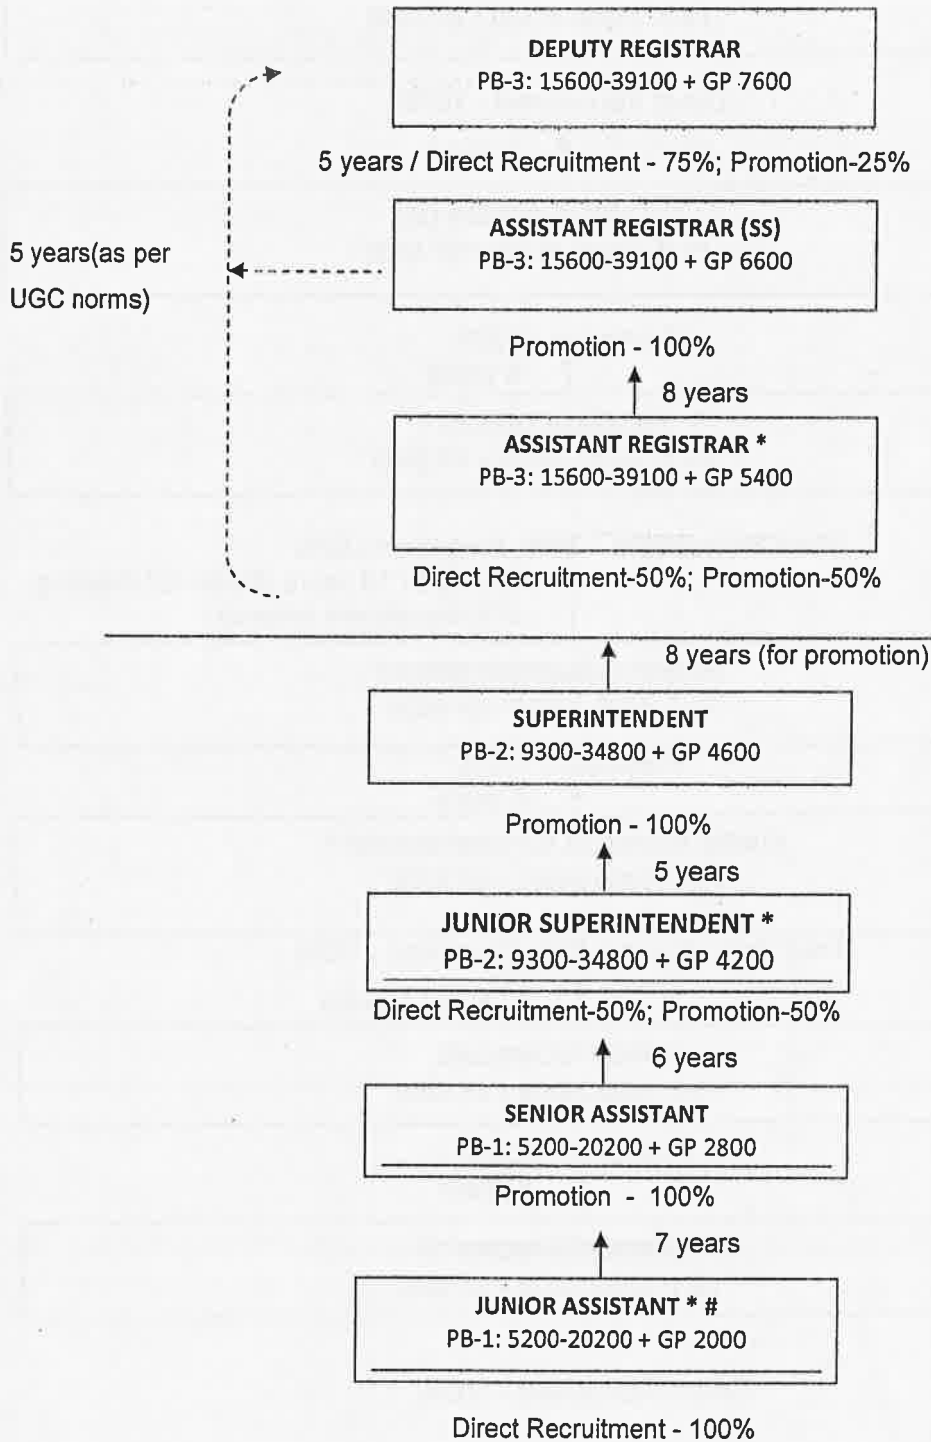 DEPUTY REGISTRAR
PB-3: 15600-39100 + GP 7600
5 years / Direct Recruitment - 75%; Promotion-25%
ASSISTANT REGISTRAR (SS)
PB-3: 15600-39100 + GP 6600
5 years(as per
UGC norms)
Promotion - 100%
8 years
ASSISTANT REGISTRAR *
PB-3: 15600-39100 + GP 5400
Direct Recruitment-50%; Promotion-50%
8 years (for promotion)
SUPERINTENDENT
PB-2: 9300-34800 + GP 4600
Promotion - 100%
5 years
JUNIOR SUPERINTENDENT *
PB-2: 9300-34800 + GP 4200
Direct Recruitment-50%; Promotion-50%
6 years
SENIOR ASSISTANT
PB-1: 5200-20200 + GP 2800
Promotion - 100%
7 years
JUNIOR ASSISTANT * #
PB-1: 5200-20200 + GP 2000
Direct Recruitment - 100%